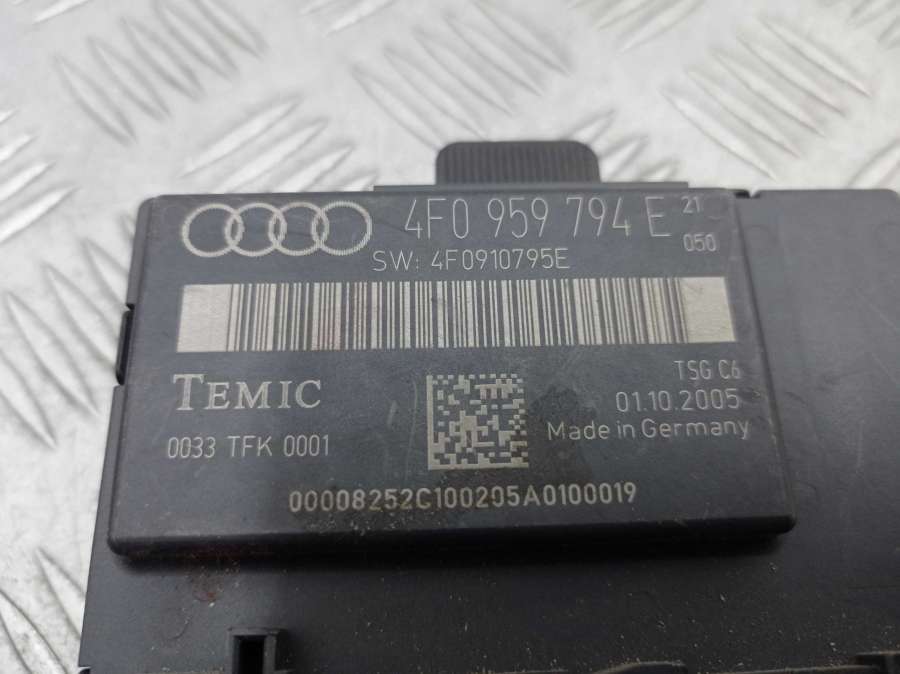 4F0 959 794 E 21
050
SW: 4F0910795E
TEMIC
TSG C6
01.10.2005
Made in Germany
0033 TFK 0001
00008252C100205A0100019